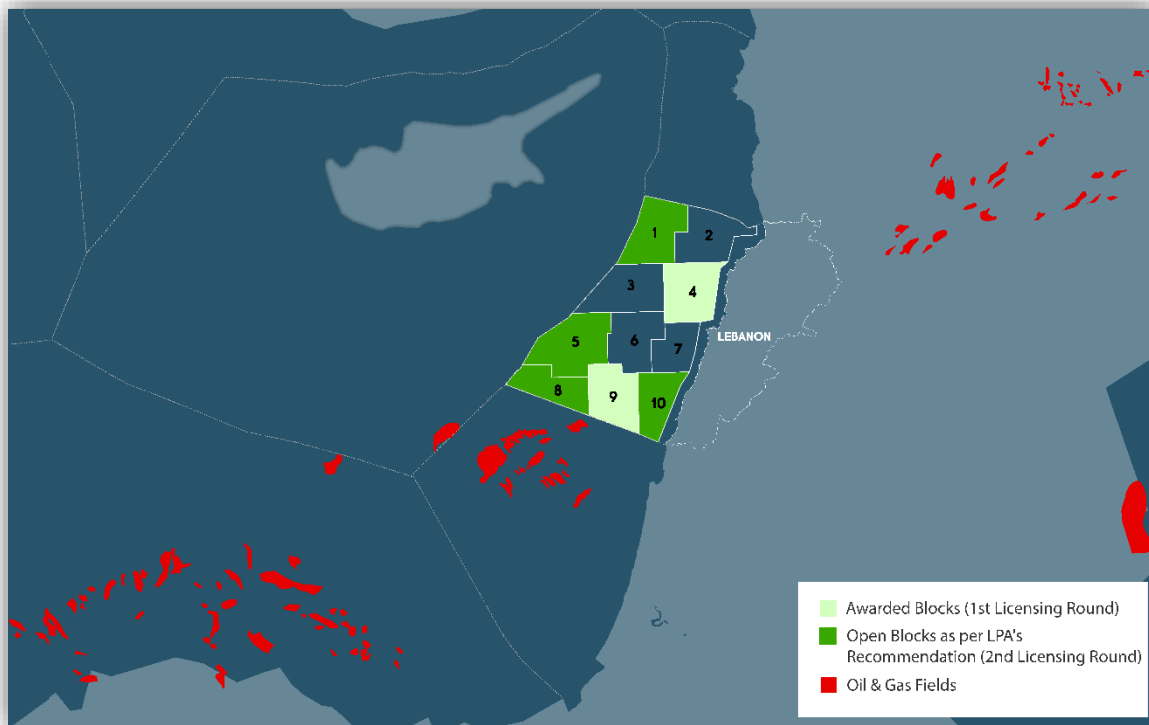 1
2
3
4
5
6
7
LEBANON
8
9
10
Awarded Blocks (1st Licensing Round)
Open Blocks as per LPA's
Recommendation (2nd Licensing Round)
Oil & Gas Fields